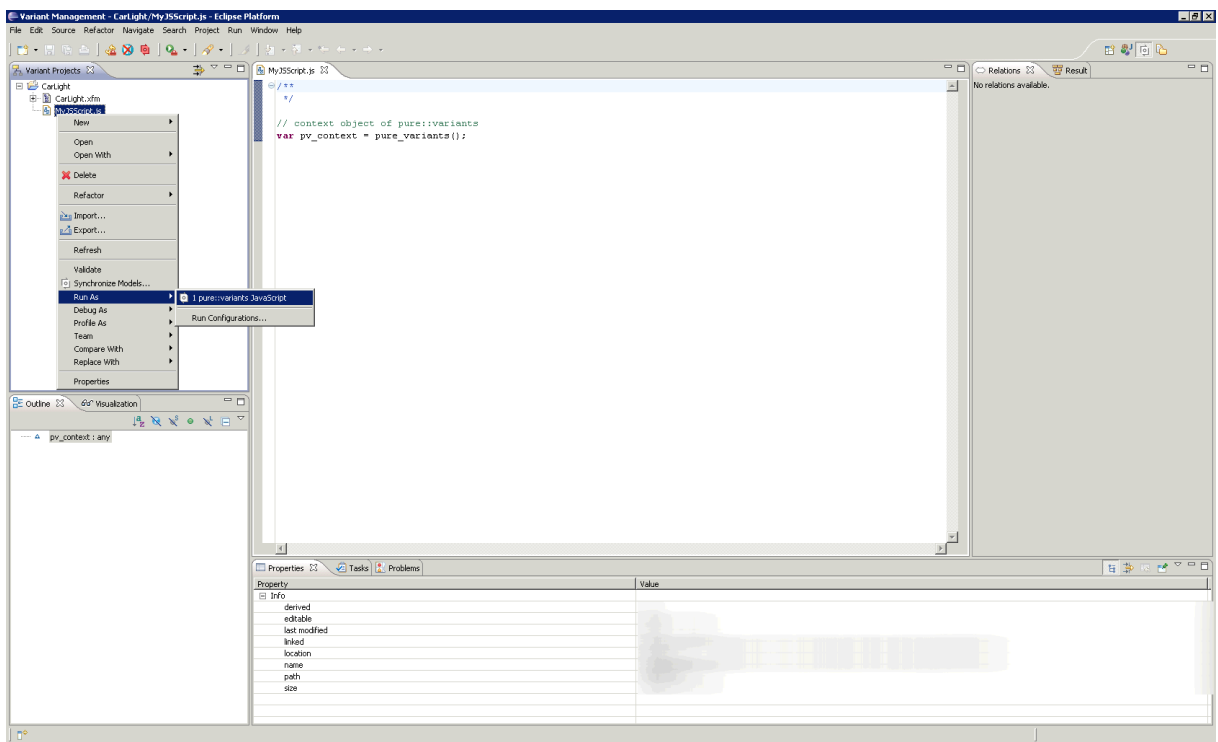 Variant Management - CarLight/MyJSScript.js - Eclipse Platform
File Edit Source Refactor Navigate Search Project Run Window Help
Variant Projects
CarLight
CarLight.xfm
MyJSScript.js
New
Open
Open With
Delete
Refactor
Import...
Export...
Refresh
Validate
Synchronize Models...
Run As
Debug As
Profile As
Team
Compare With
Replace With
Properties
1 pure::variants JavaScript
Run Configurations...
MyJSScript.js
/**
*/
// context object of pure::variants
var pv_context = pure_variants();
Relations Result
No relations available.
Outline Visualization
pv_context : any
Properties Tasks Problems
Property Value
Info
derived
editable
last modified
linked
location
name
path
size